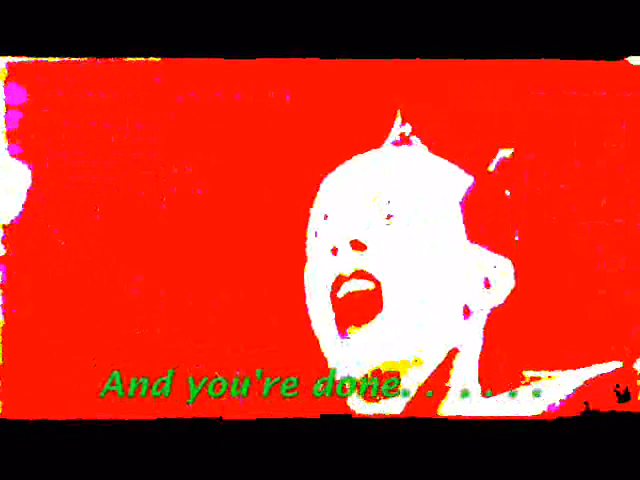 And you're done. . . . . .